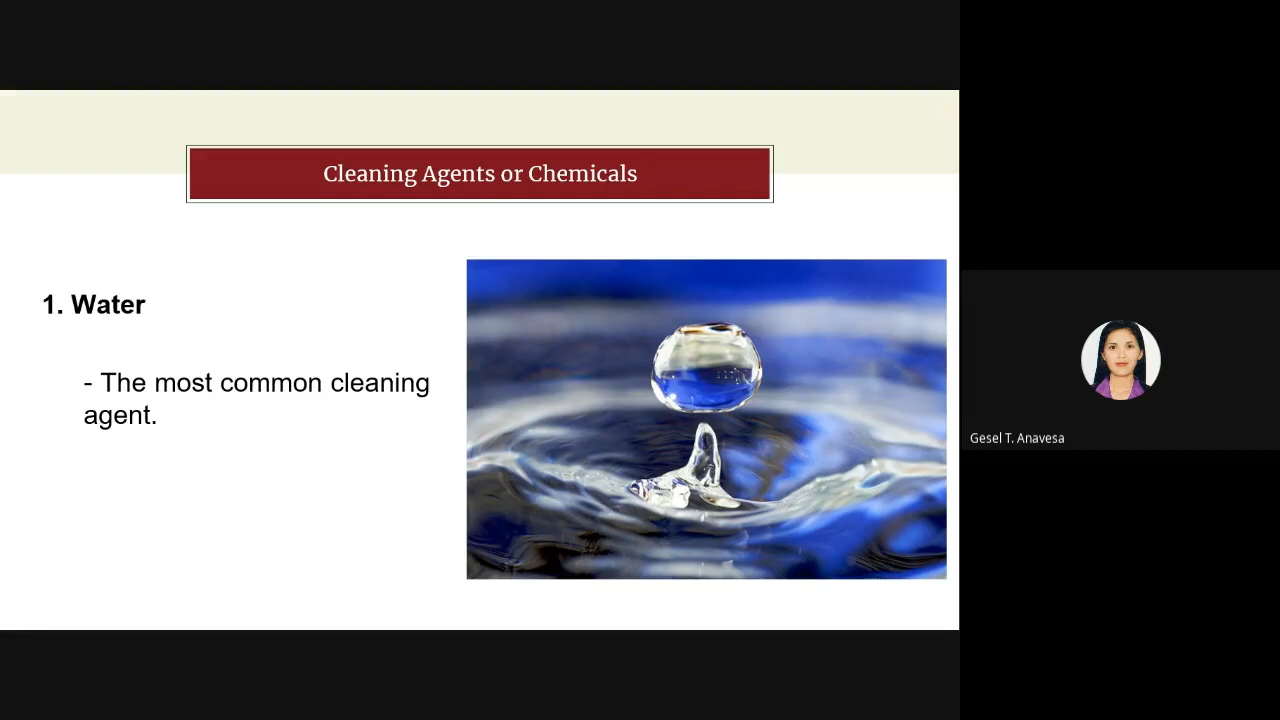 Cleaning Agents or Chemicals
1. Water
- The most common cleaning
agent.
Gesel T. Anavesa